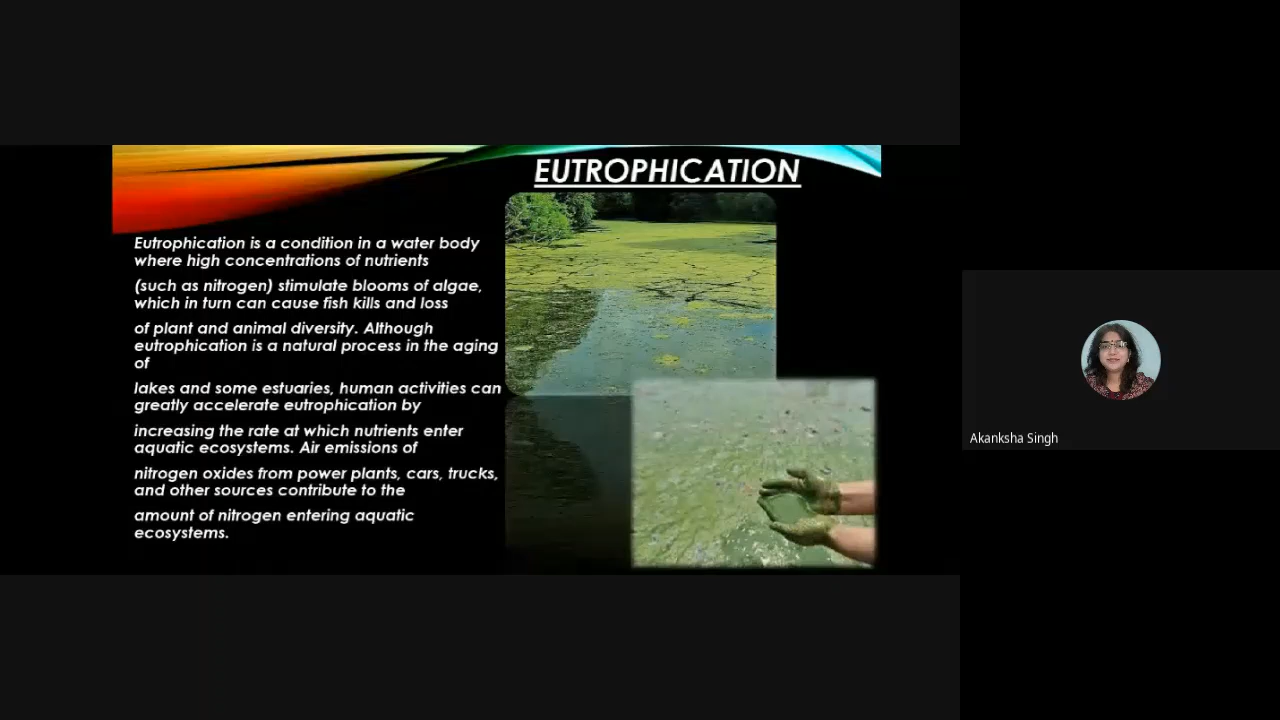 EUTROPHICATION
Eutrophication is a condition in a water body
where high concentrations of nutrients
(such as nitrogen) stimulate blooms of algae,
which in turn can cause fish kills and loss
of plant and animal diversity. Although
eutrophication is a natural process in the aging
of
lakes and some estuaries, human activities can
greatly accelerate eutrophication by
increasing the rate at which nutrients enter
aquatic ecosystems. Air emissions of
nitrogen oxides from power plants, cars, trucks,
and other sources contribute to the
amount of nitrogen entering aquatic
ecosystems.
Akanksha Singh